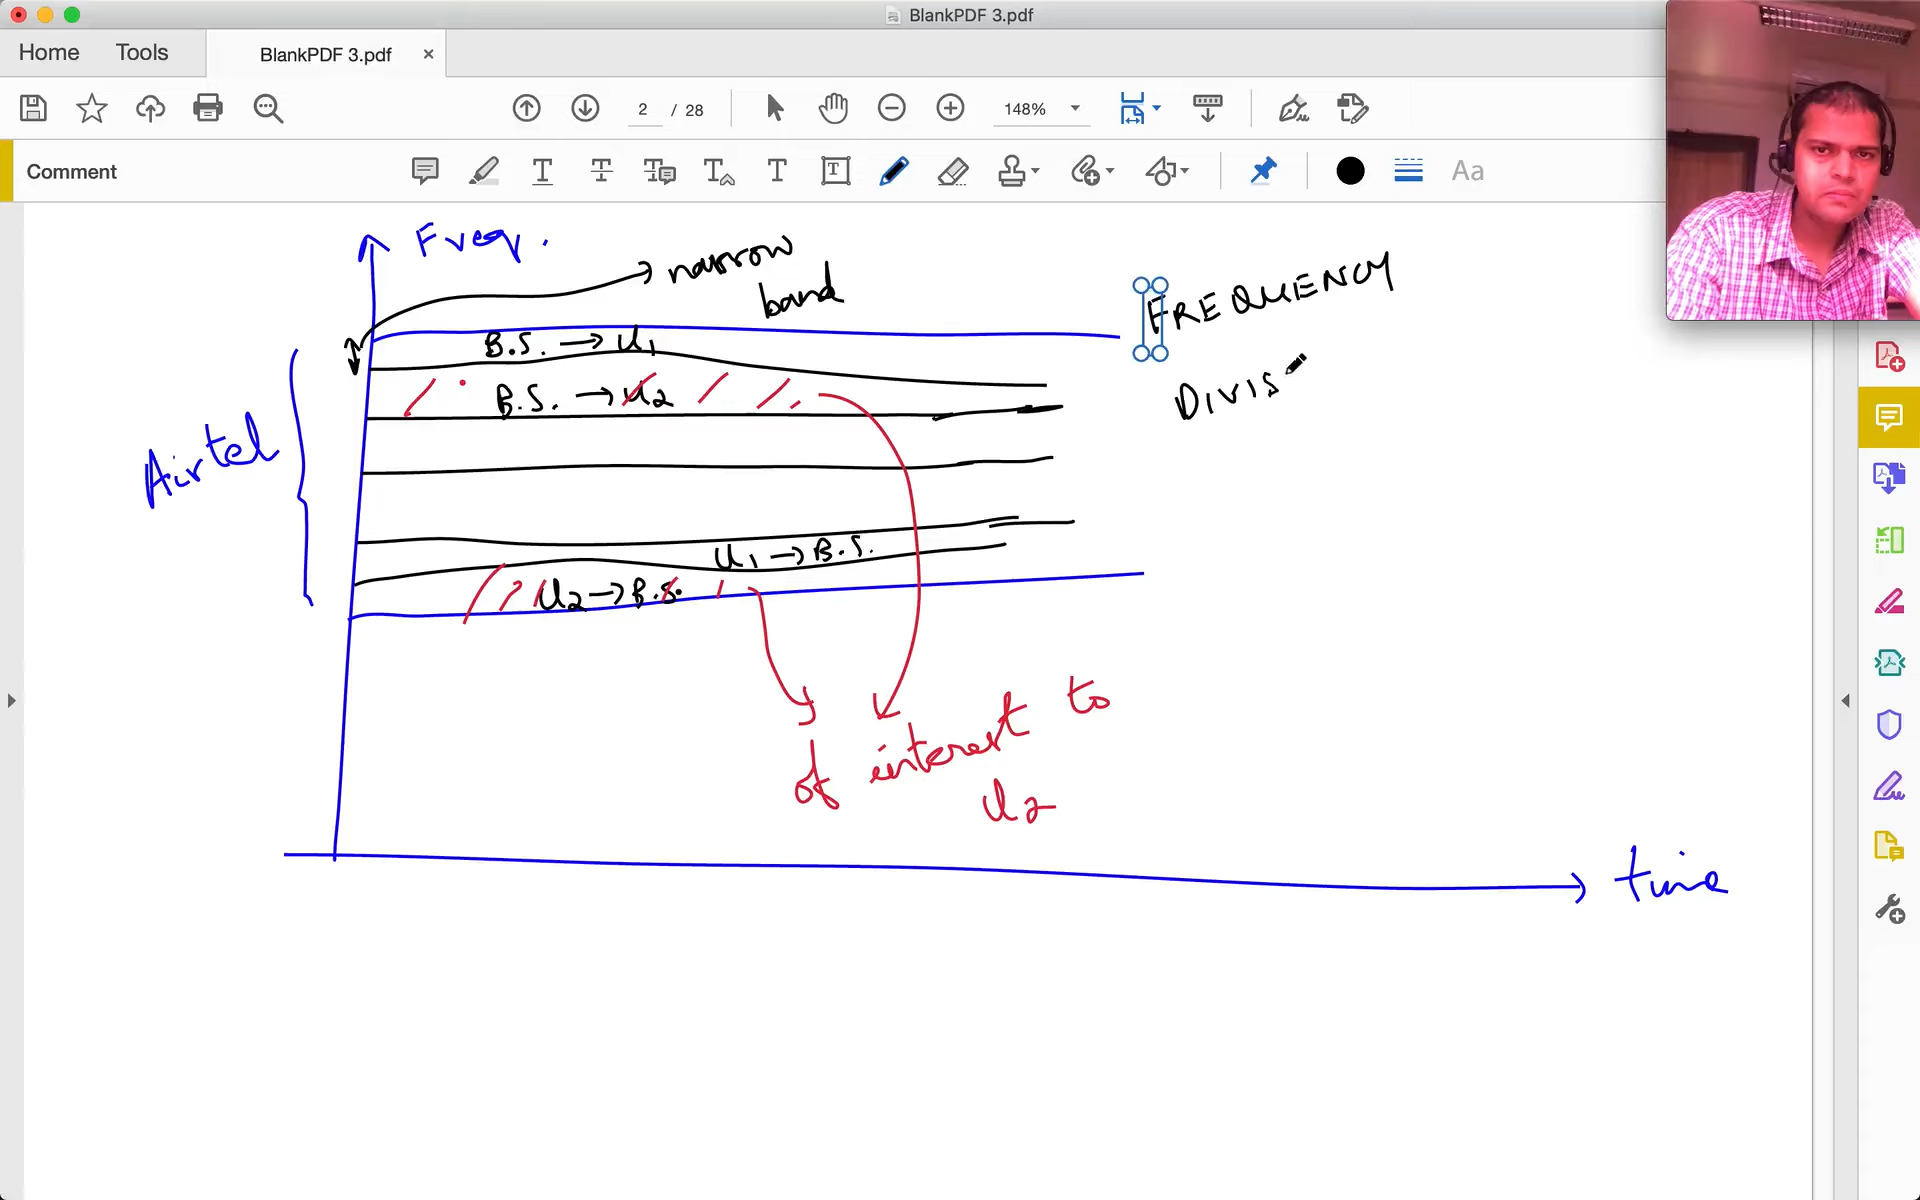 BlankPDF 3.pdf
Home Tools BlankPDF 3.pdf ×
2 / 28 148%
Comment Aa
Freq.
narrow
band
FREQUENCY
DIVIS
B.S. → U1
B.S. → U2
Airtel
U1 → B.S.
U2 → B.S.
of interest to
U2
time